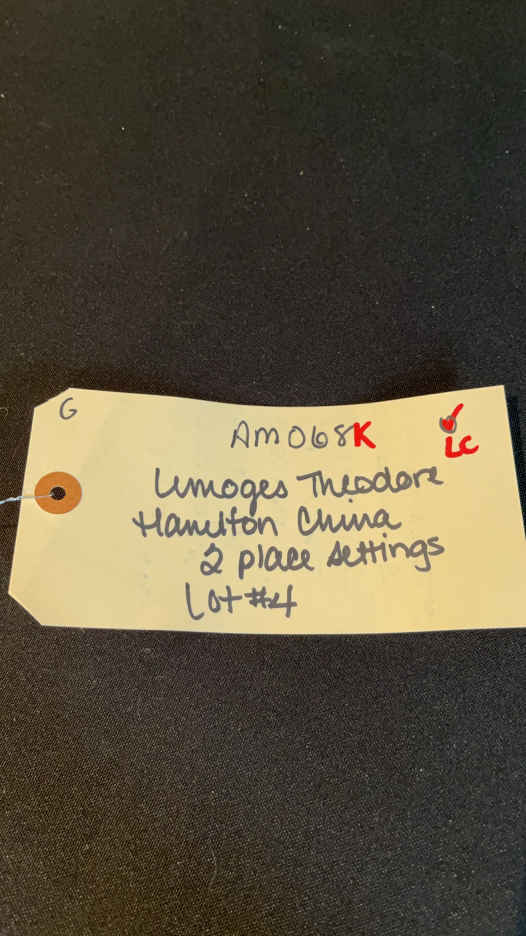 G
AM068K
LC
Limoges Theodore
Hamilton China
2 place settings
Lot #4